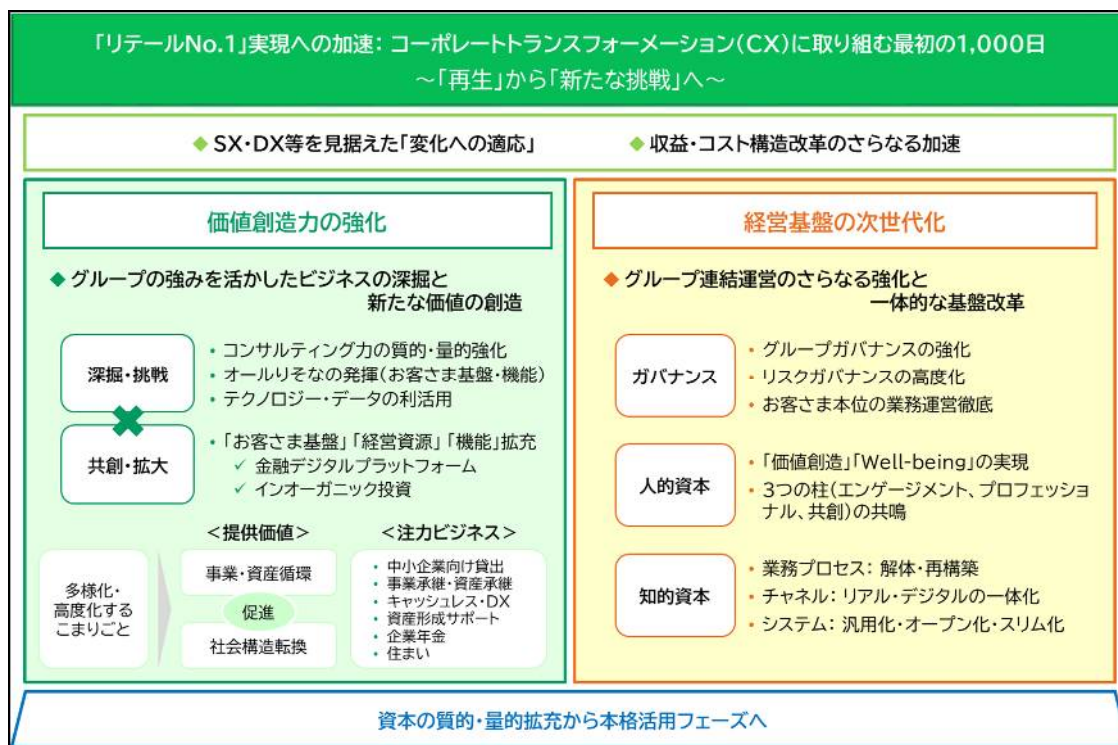 「リテールNo.1」実現への加速: コーポレートトランスフォーメーション(CX)に取り組む最初の1,000日
～「再生」から「新たな挑戦」へ～
◆ SX・DX等を見据えた「変化への適応」
◆ 収益・コスト構造改革のさらなる加速
価値創造力の強化
◆ グループの強みを活かしたビジネスの深掘と
新たな価値の創造
深掘・挑戦
• コンサルティング力の質的・量的強化
• オールりそなの発揮(お客さま基盤・機能)
• テクノロジー・データの利活用
共創・拡大
• 「お客さま基盤」「経営資源」「機能」拡充
✓ 金融デジタルプラットフォーム
✓ インオーガニック投資
多様化・
高度化する
こまりごと
＜提供価値＞
事業・資産循環
促進
社会構造転換
＜注力ビジネス＞
• 中小企業向け貸出
• 事業承継・資産承継
• キャッシュレス・DX
• 資産形成サポート
• 企業年金
• 住まい
経営基盤の次世代化
◆ グループ連結運営のさらなる強化と
一体的な基盤改革
ガバナンス
• グループガバナンスの強化
• リスクガバナンスの高度化
• お客さま本位の業務運営徹底
人的資本
• 「価値創造」「Well-being」の実現
• 3つの柱(エンゲージメント、プロフェッショ
ナル、共創)の共鳴
知的資本
• 業務プロセス: 解体・再構築
• チャネル: リアル・デジタルの一体化
• システム: 汎用化・オープン化・スリム化
資本の質的・量的拡充から本格活用フェーズへ